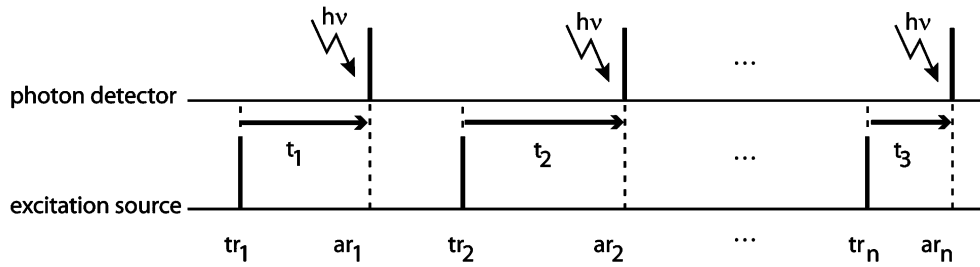 hν hν hν
...
photon detector
t1 t2 ... t3
excitation source
tr1 ar1 tr2 ar2 ... trn arn